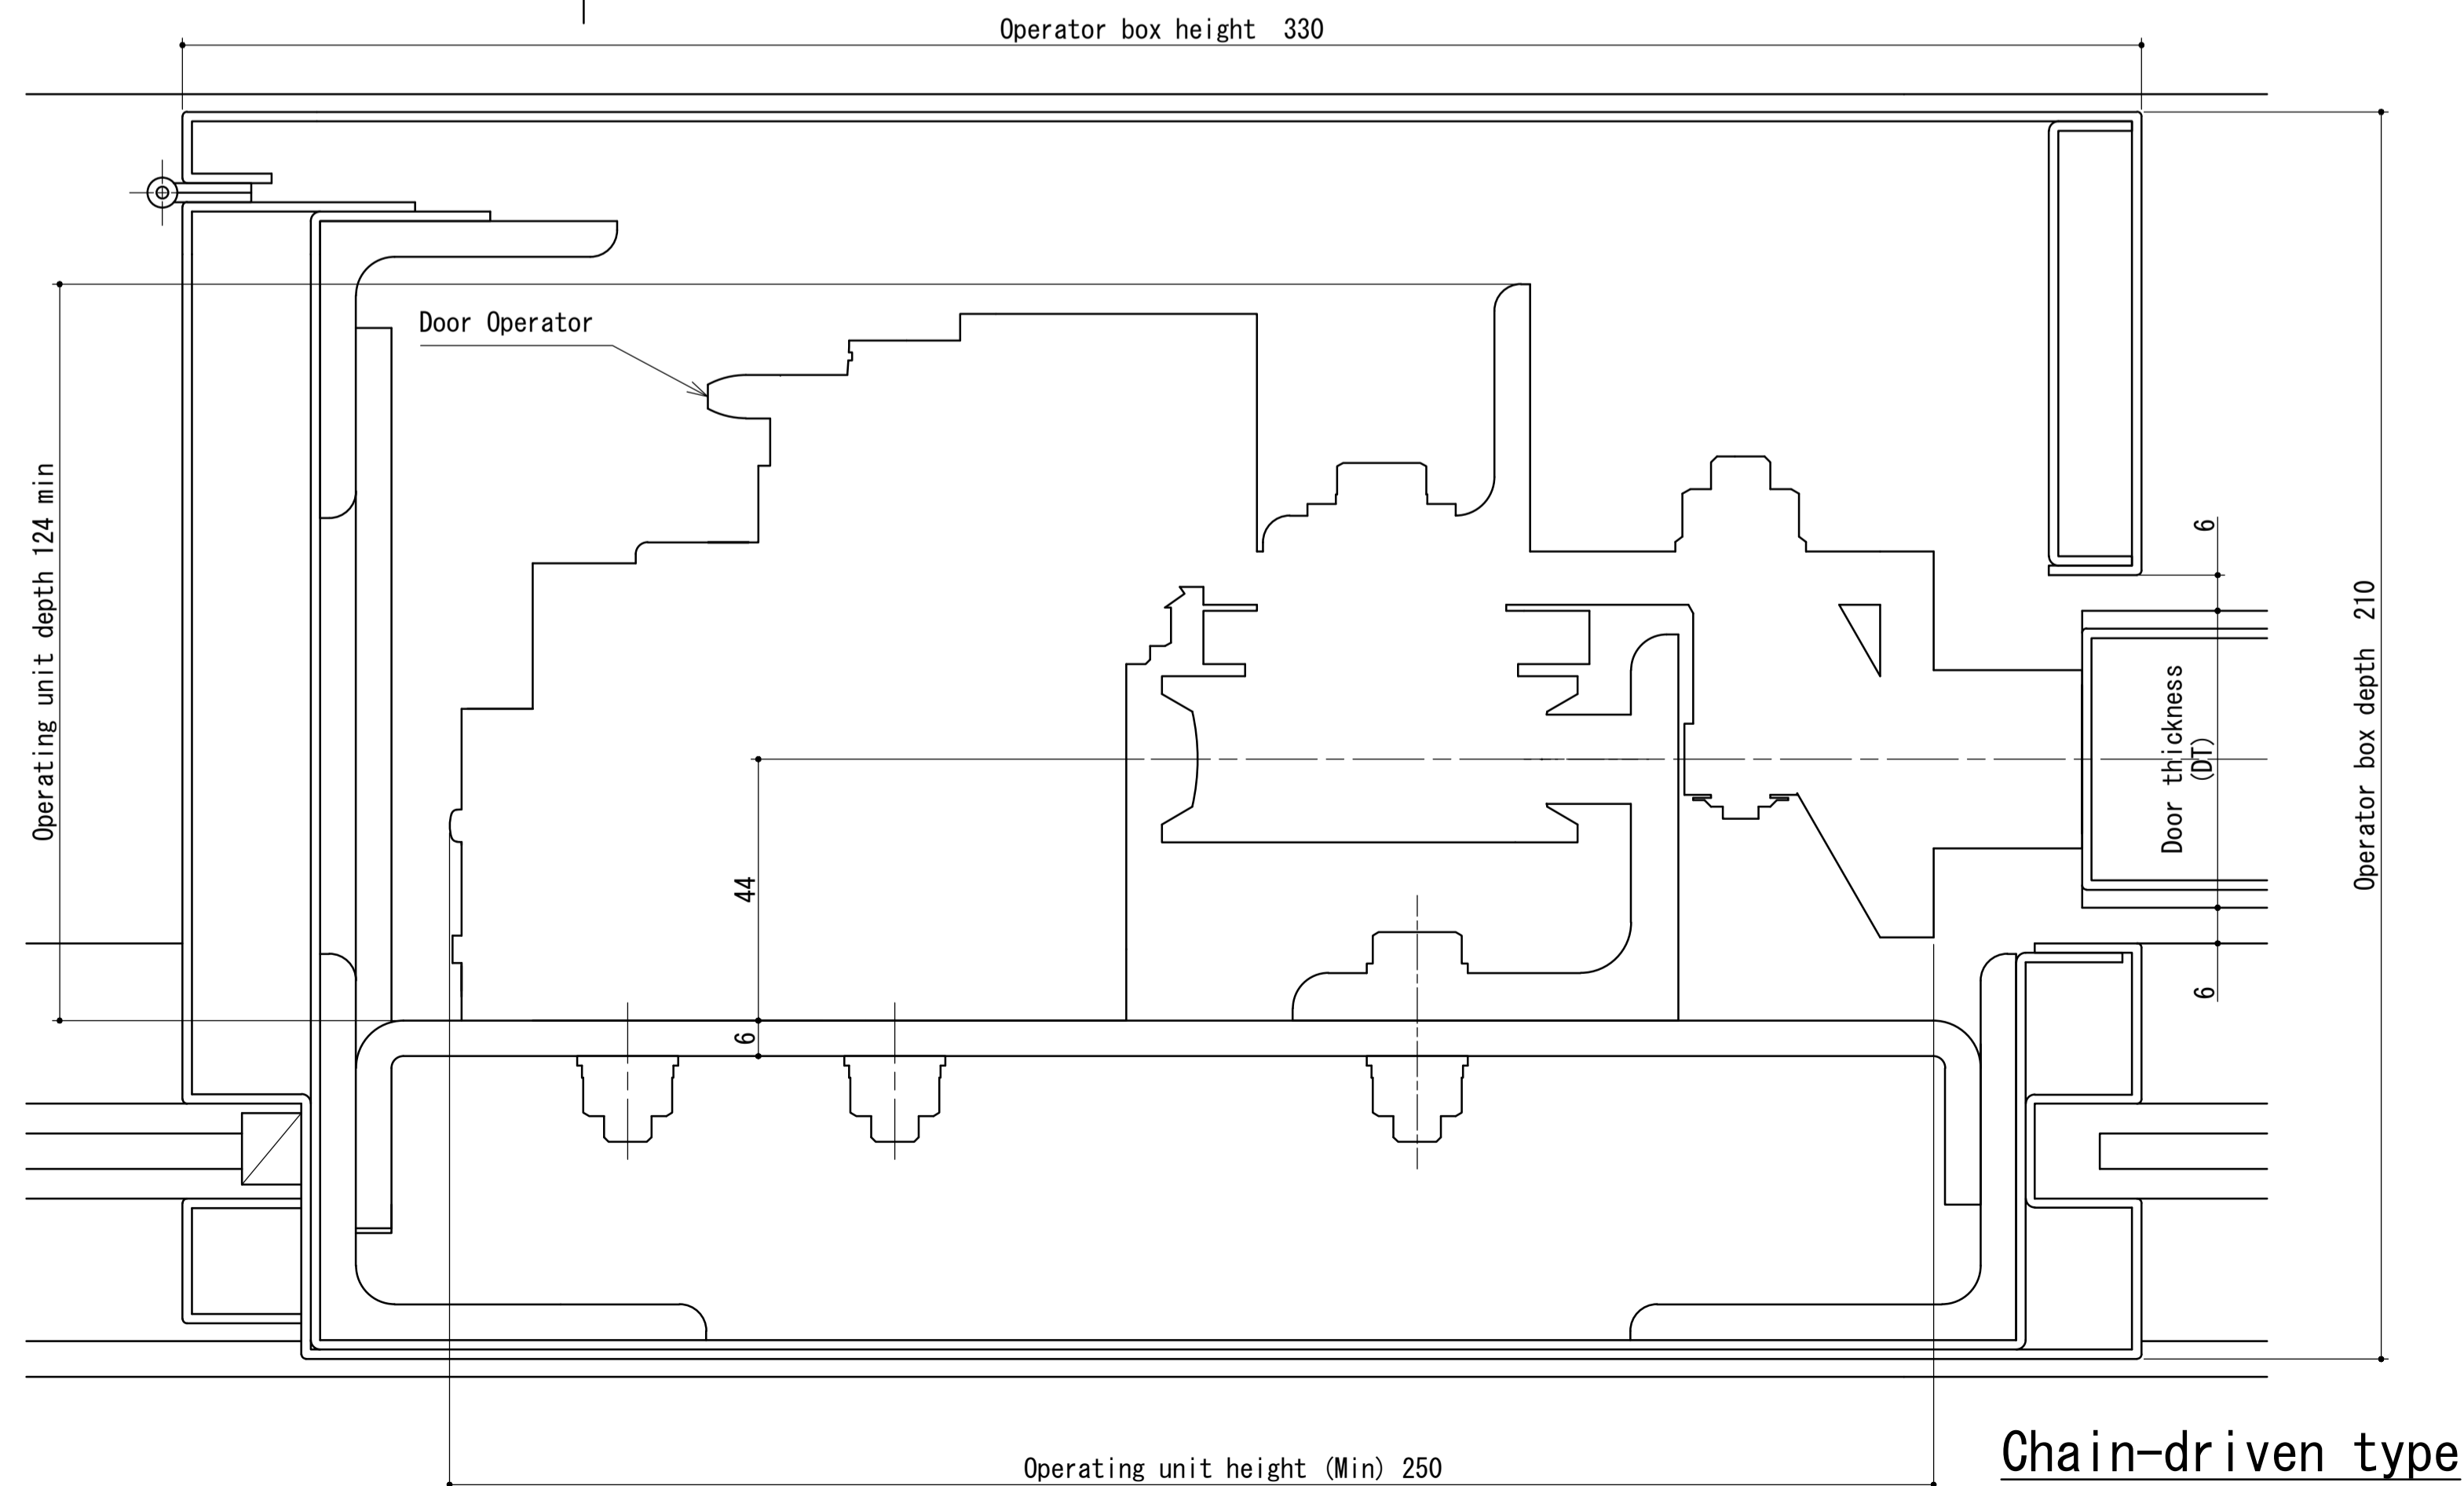 Operator box height 330
Door Operator
Operating unit depth 124 min
6
Door thickness
(DT)
Operator box depth 210
44
6
6
Operating unit height (Min) 250
Chain-driven type